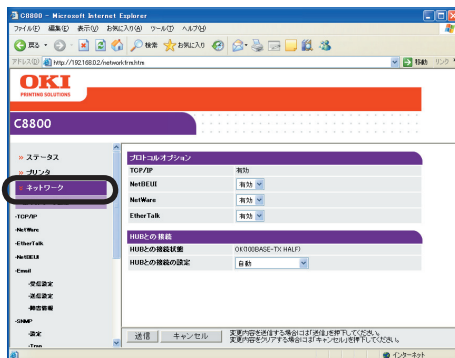 C8800 - Microsoft Internet Explorer
ファイル(F) 編集(E) 表示(V) お気に入り(A) ツール(T) ヘルプ(H)
戻る 検索 お気に入り
アドレス(D) http://192.168.0.2/networkfrm.htm 移動 リンク
OKI
PRINTING SOLUTIONS
C8800
» ステータス
» プリンタ
» ネットワーク
-TCP/IP
-NetWare
-EtherTalk
-NetBEUI
-Email
-受信設定
-送信設定
-障害情報
-SNMP
-設定
-Trap
プロトコルオプション
TCP/IP 有効
NetBEUI 有効
NetWare 有効
EtherTalk 有効
HUBとの接続
HUBとの接続状態 OK(100BASE-TX HALF)
HUBとの接続の設定 自動
送信 キャンセル 変更内容を送信する場合には「送信」を押下してください。
変更内容をクリアする場合には「キャンセル」を押下してください。
インターネット